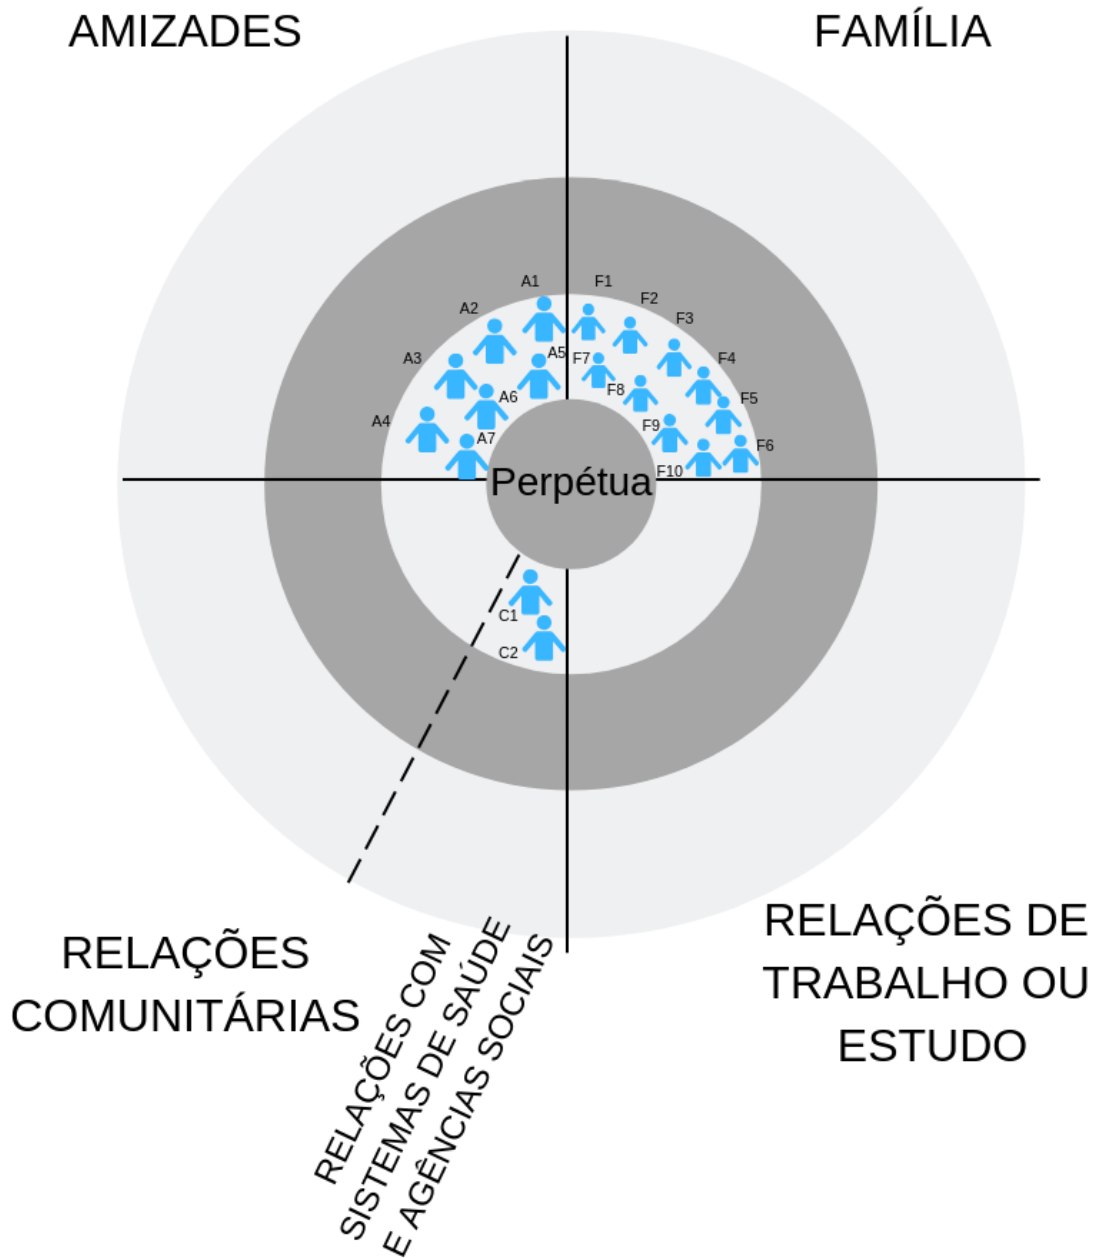 AMIZADES
FAMÍLIA
A1
F1
A2
F2
F3
A3
A5
F7
F4
A6
F8
F5
A4
A7
F9
F6
F10
Perpétua
C1
C2
RELAÇÕES
COMUNITÁRIAS
RELAÇÕES COM
SISTEMAS DE SAÚDE
E AGÊNCIAS SOCIAIS
RELAÇÕES DE
TRABALHO OU
ESTUDO